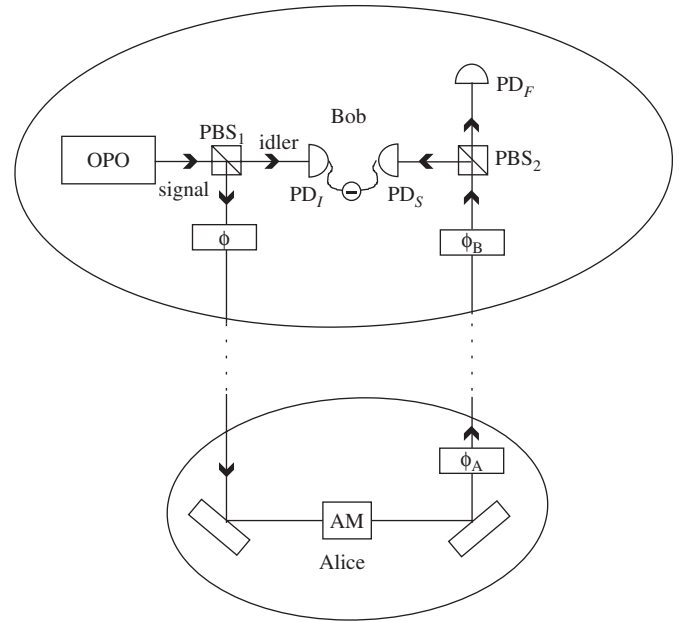 PD_F
Bob
PBS_1
idler
OPO
PBS_2
signal
PD_I
PD_S
ϕ
ϕ_B
ϕ_A
AM
Alice